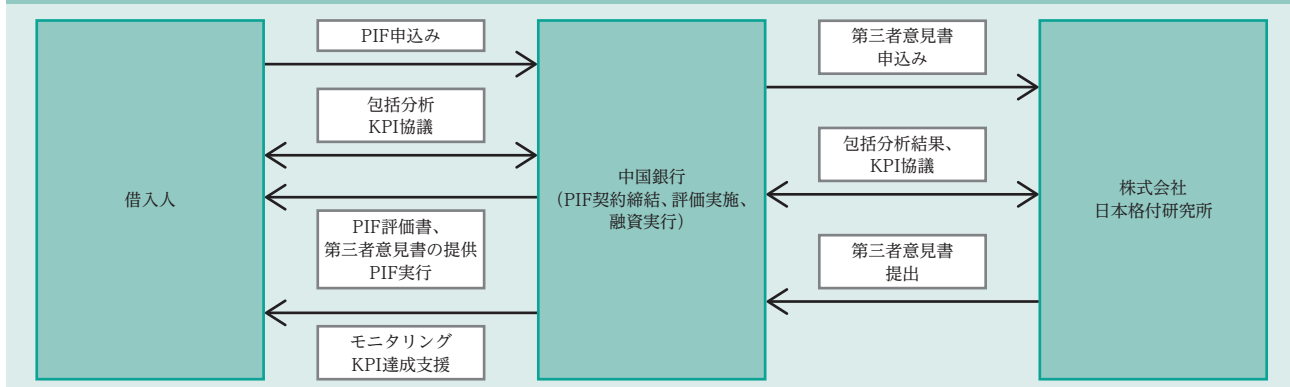 PIF申込み
包括分析
KPI協議
借入人
PIF評価書、
第三者意見書の提供
PIF実行
モニタリング
KPI達成支援
中国銀行
（PIF契約締結、評価実施、
融資実行）
第三者意見書
申込み
包括分析結果、
KPI協議
第三者意見書
提出
株式会社
日本格付研究所